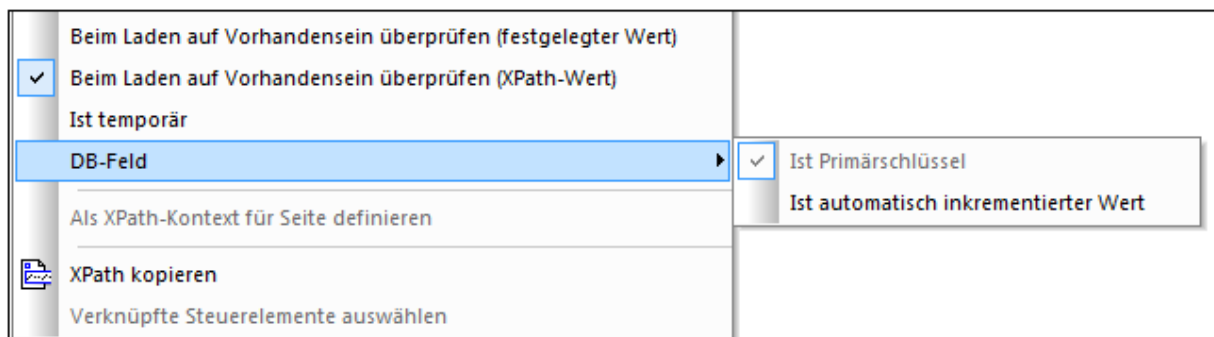 Beim Laden auf Vorhandensein überprüfen (festgelegter Wert)
Beim Laden auf Vorhandensein überprüfen (XPath-Wert)
Ist temporär
DB-Feld
Ist Primärschlüssel
Ist automatisch inkrementierter Wert
Als XPath-Kontext für Seite definieren
XPath kopieren
Verknüpfte Steuerelemente auswählen